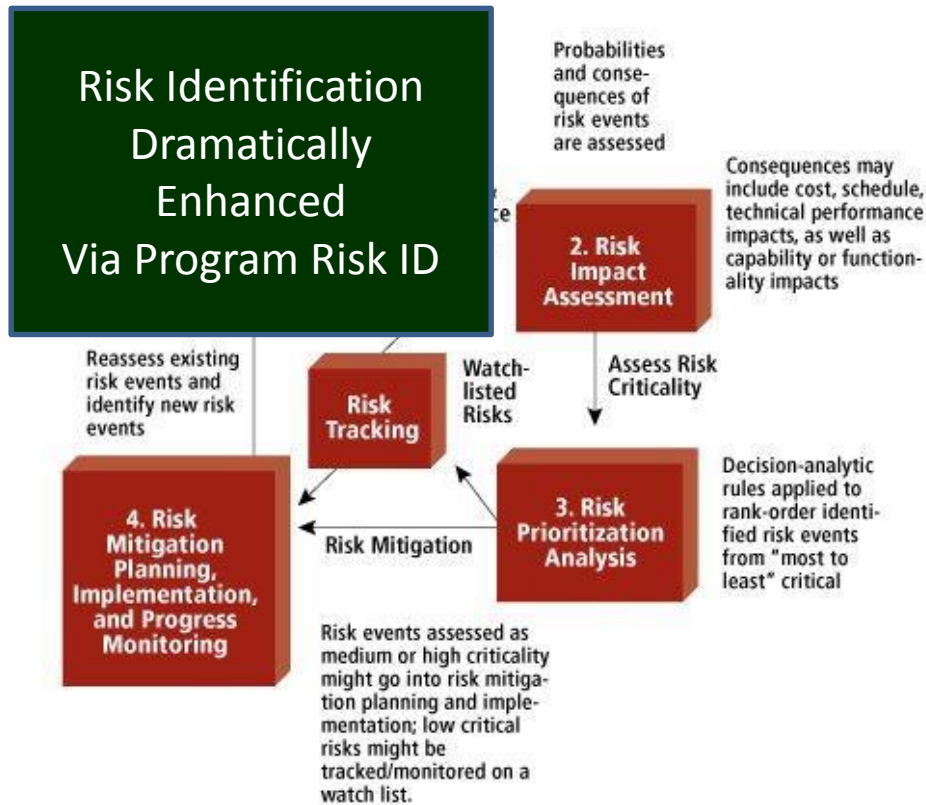 Risk Identification
Dramatically
Enhanced
Via Program Risk ID
Probabilities
and conse-
quences of
risk events
are assessed
Consequences may
include cost, schedule,
technical performance
impacts, as well as
capability or function-
ality impacts
2. Risk
Impact
Assessment
Reassess existing
risk events and
identify new risk
events
Risk
Tracking
Watch-
listed
Risks
Assess Risk
Criticality
4. Risk
Mitigation
Planning,
Implementation,
and Progress
Monitoring
Risk Mitigation
3. Risk
Prioritization
Analysis
Decision-analytic
rules applied to
rank-order identi-
fied risk events
from "most to
least" critical
Risk events assessed as
medium or high criticality
might go into risk mitiga-
tion planning and imple-
mentation; low critical
risks might be
tracked/monitored on a
watch list.